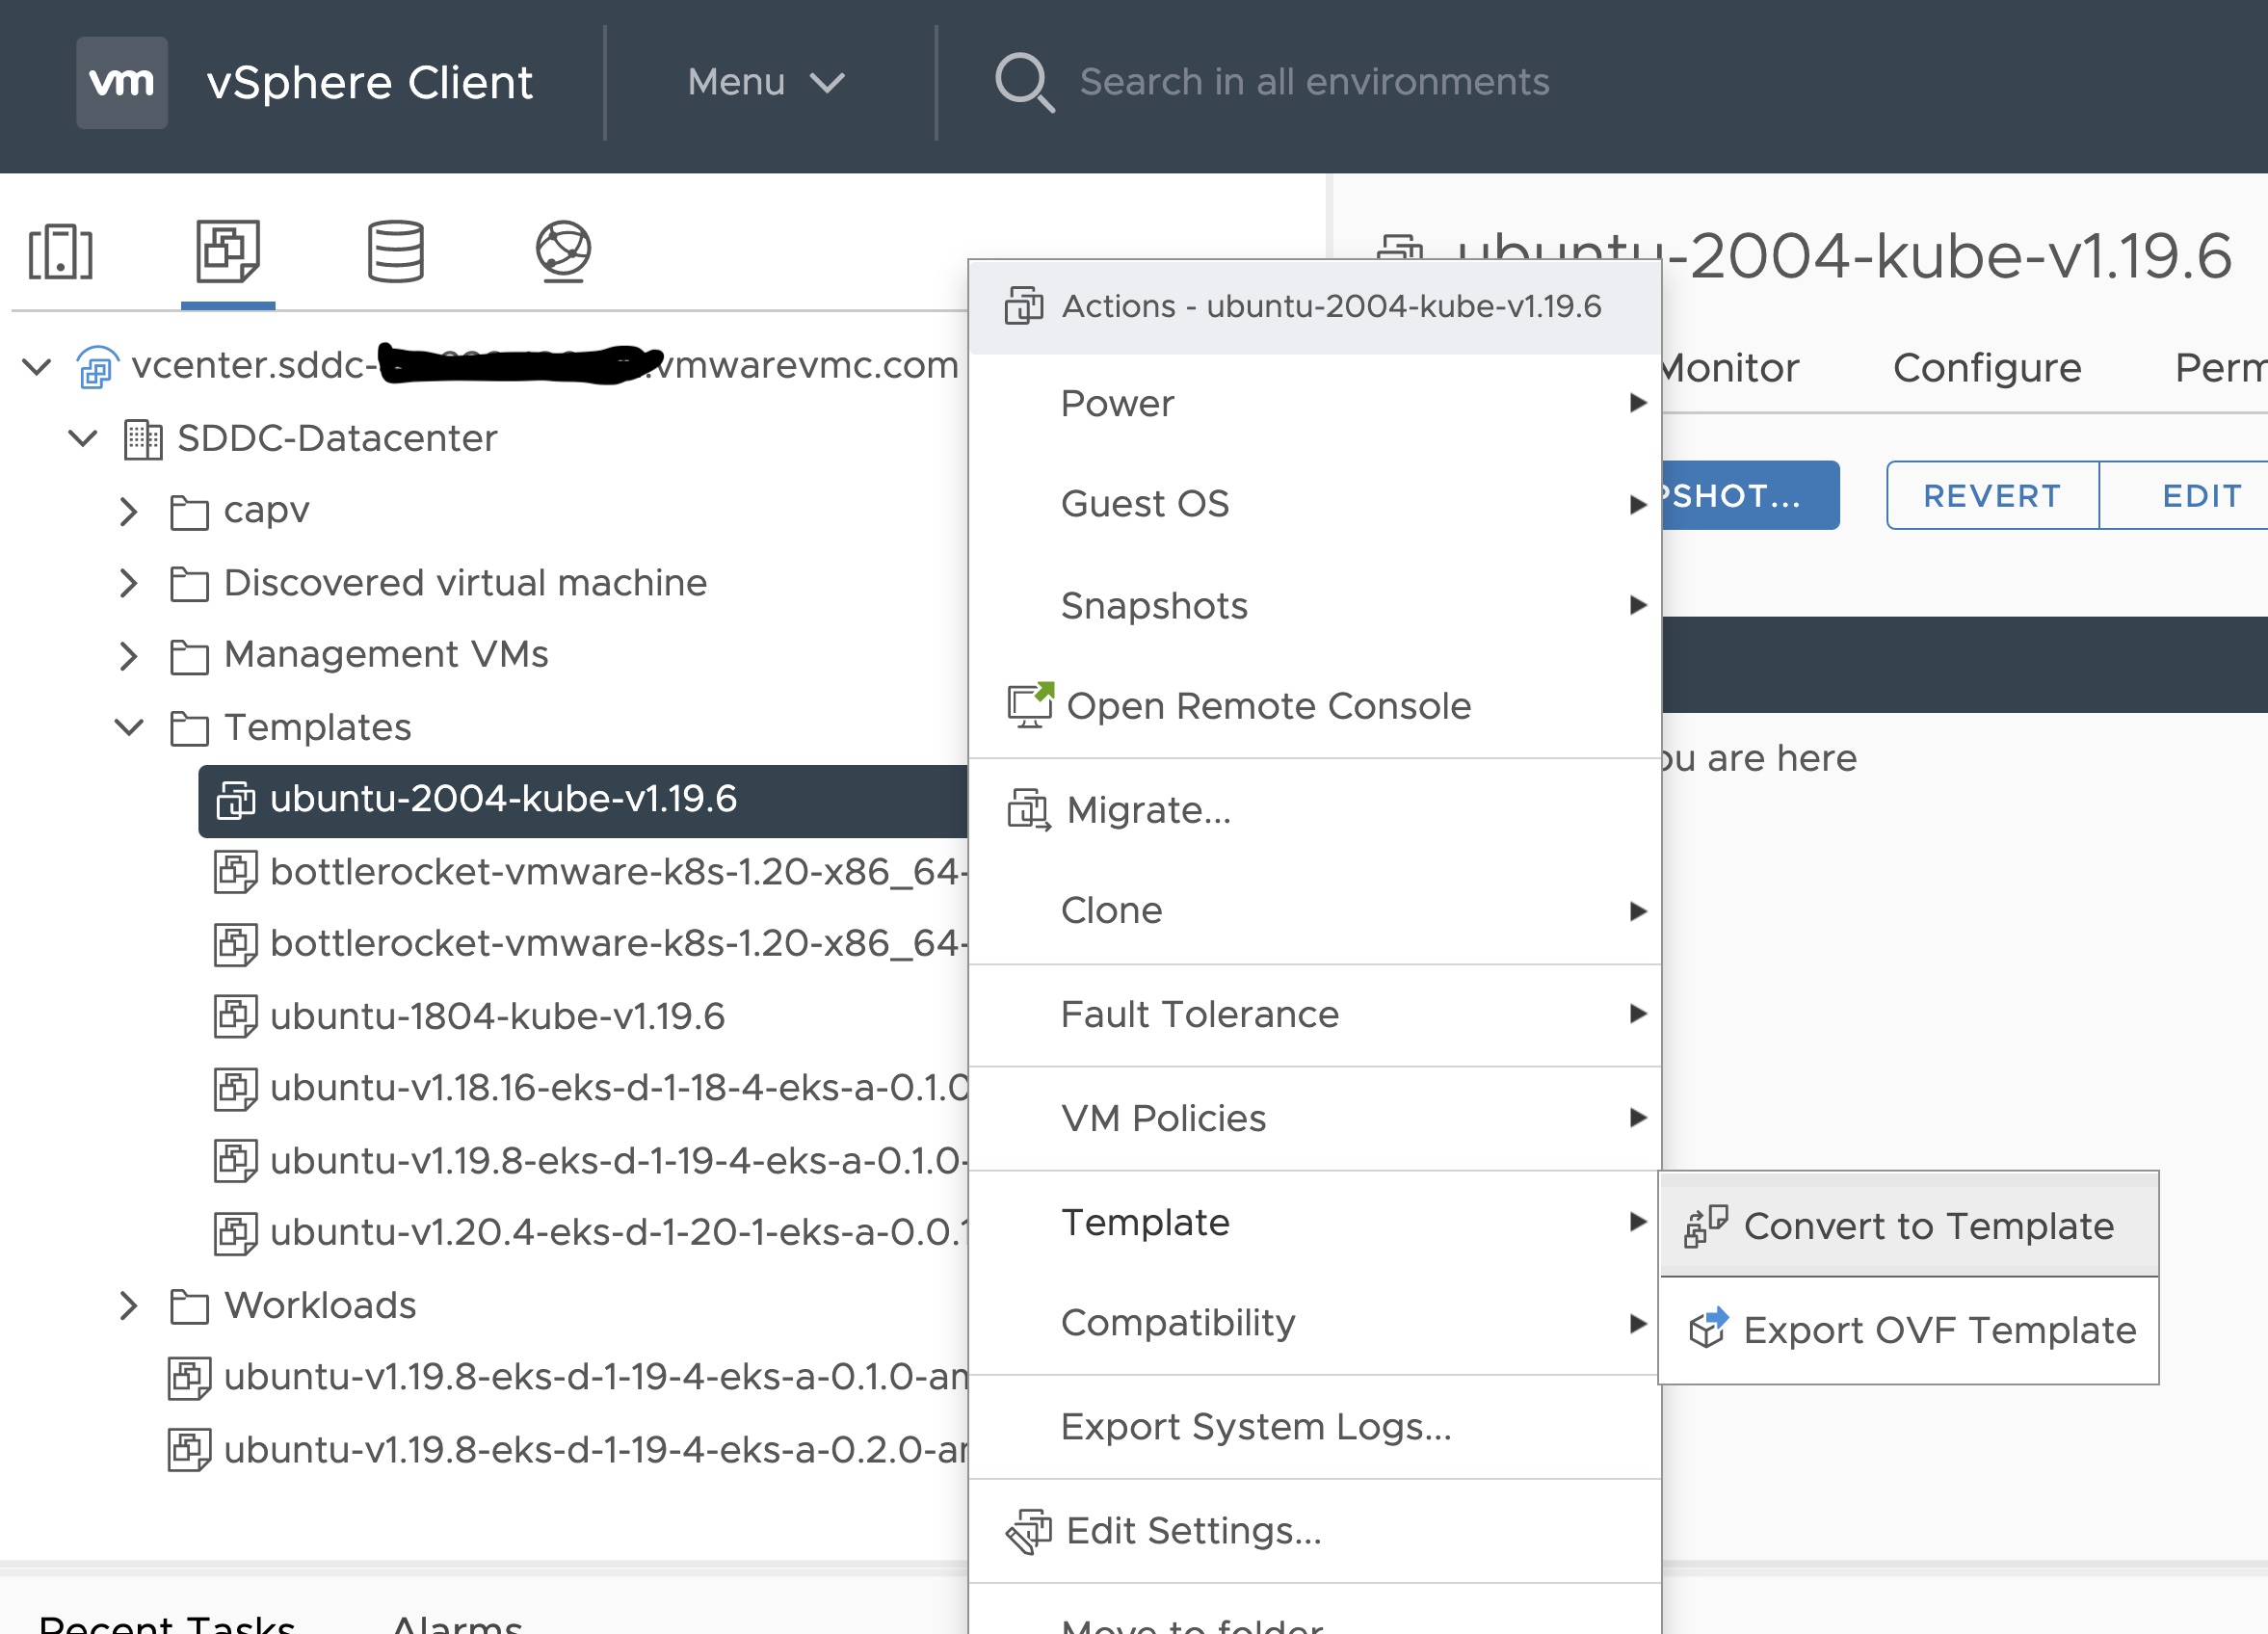 vm vSphere Client Menu Search in all environments
ubuntu-2004-kube-v1.19.6
Actions - ubuntu-2004-kube-v1.19.6
vcenter.sddc- .vmwarevmc.com
Monitor Configure Perm
SDDC-Datacenter
Power
capv
Guest OS
PSHOT... REVERT EDIT
Discovered virtual machine
Snapshots
Management VMs
Open Remote Console
Templates
ou are here
ubuntu-2004-kube-v1.19.6
Migrate...
bottlerocket-vmware-k8s-1.20-x86_64-
Clone
bottlerocket-vmware-k8s-1.20-x86_64-
ubuntu-1804-kube-v1.19.6
Fault Tolerance
ubuntu-v1.18.16-eks-d-1-18-4-eks-a-0.1.0
VM Policies
ubuntu-v1.19.8-eks-d-1-19-4-eks-a-0.1.0-
Template
Convert to Template
ubuntu-v1.20.4-eks-d-1-20-1-eks-a-0.0.1
Workloads
Compatibility
Export OVF Template
ubuntu-v1.19.8-eks-d-1-19-4-eks-a-0.1.0-am
Export System Logs...
ubuntu-v1.19.8-eks-d-1-19-4-eks-a-0.2.0-am
Edit Settings...
Recent Tasks Alarms
Move to folder